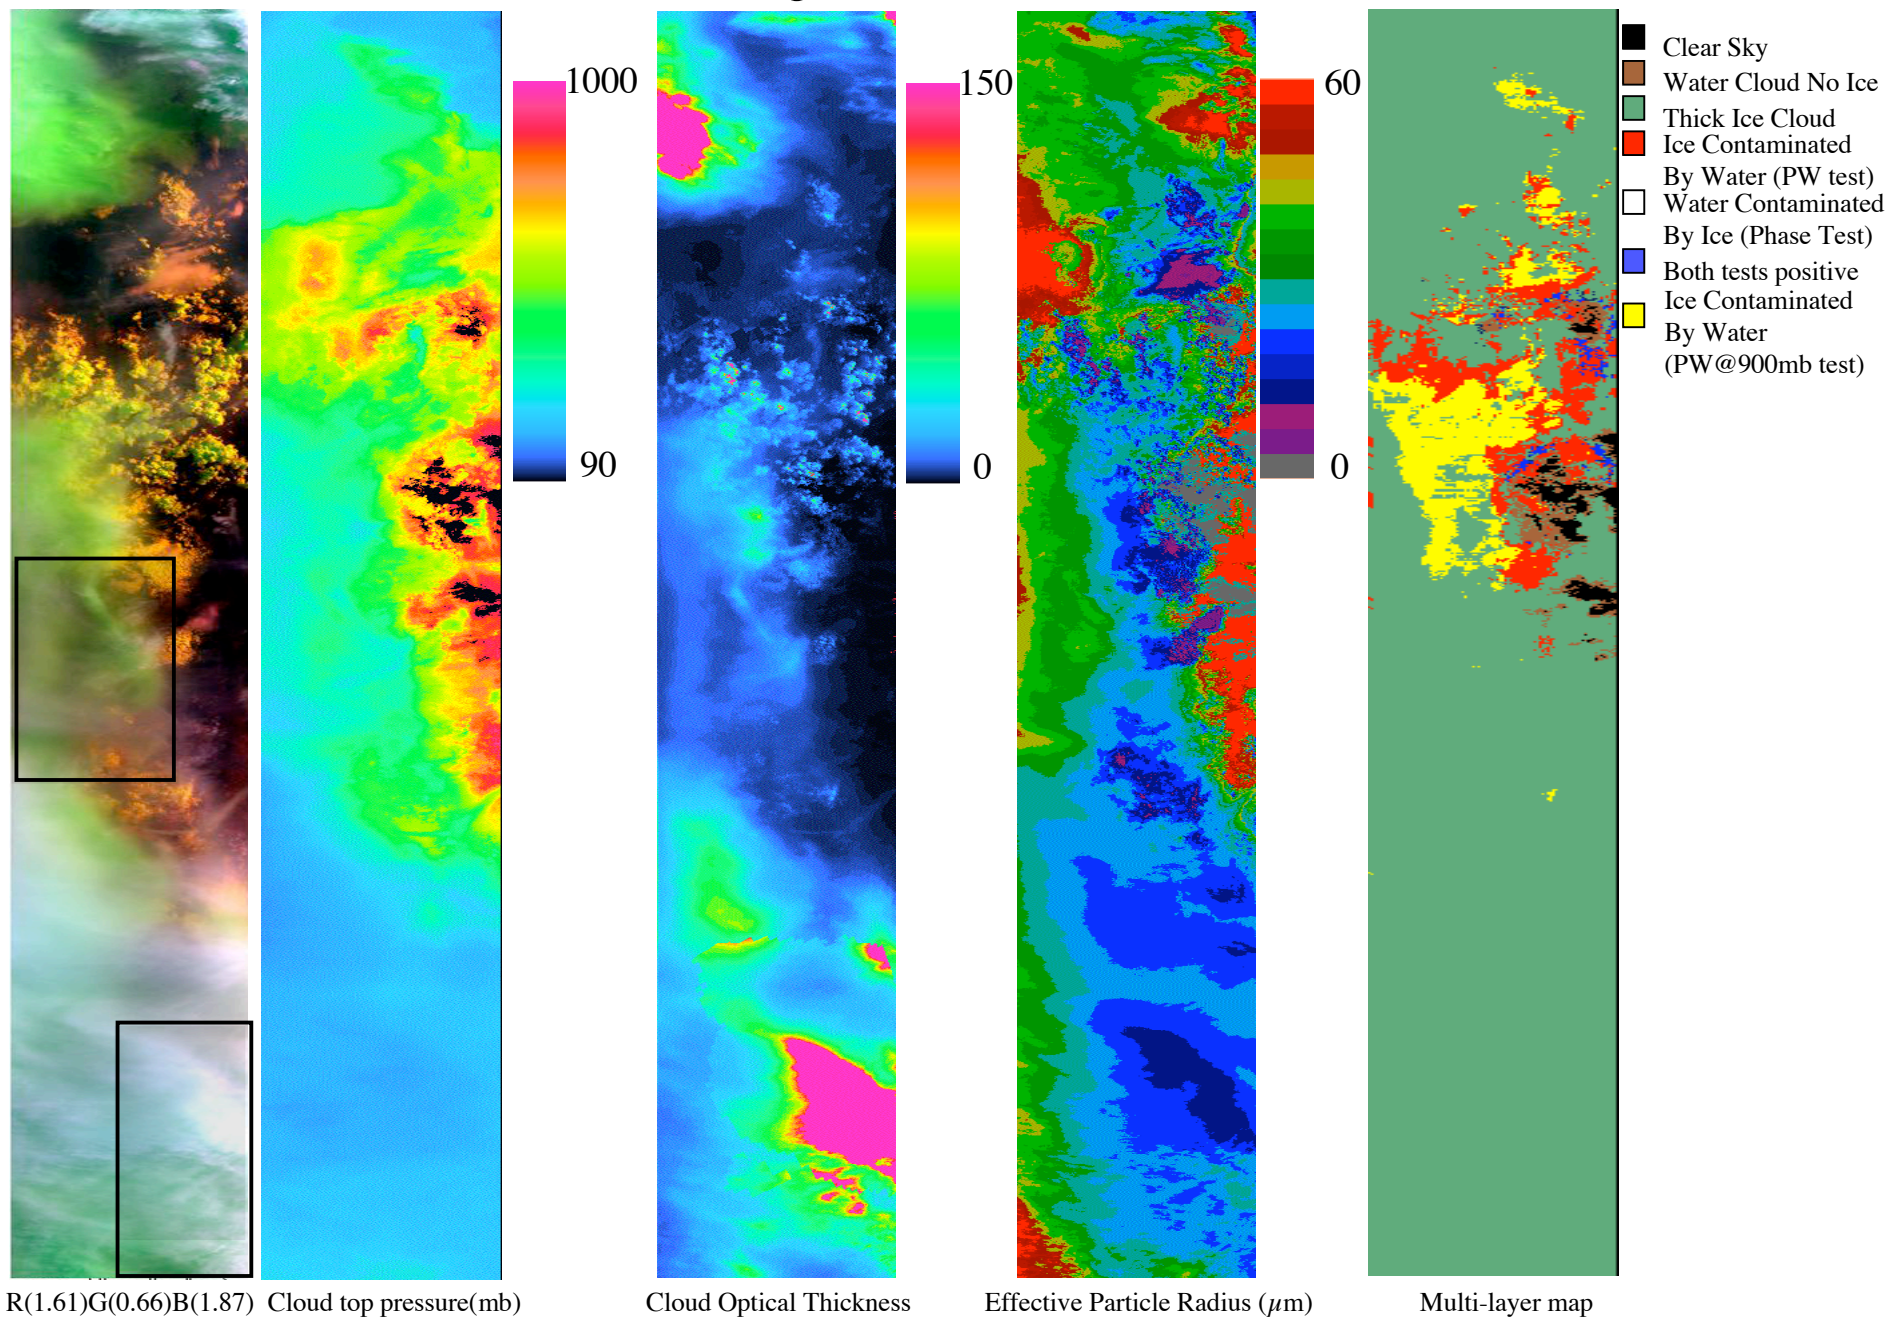 1000
90
150
0
60
0
Clear Sky
Water Cloud No Ice
Thick Ice Cloud
Ice Contaminated
By Water (PW test)
Water Contaminated
By Ice (Phase Test)
Both tests positive
Ice Contaminated
By Water
(PW@900mb test)
R(1.61)G(0.66)B(1.87)
Cloud top pressure(mb)
Cloud Optical Thickness
Effective Particle Radius (µm)
Multi-layer map